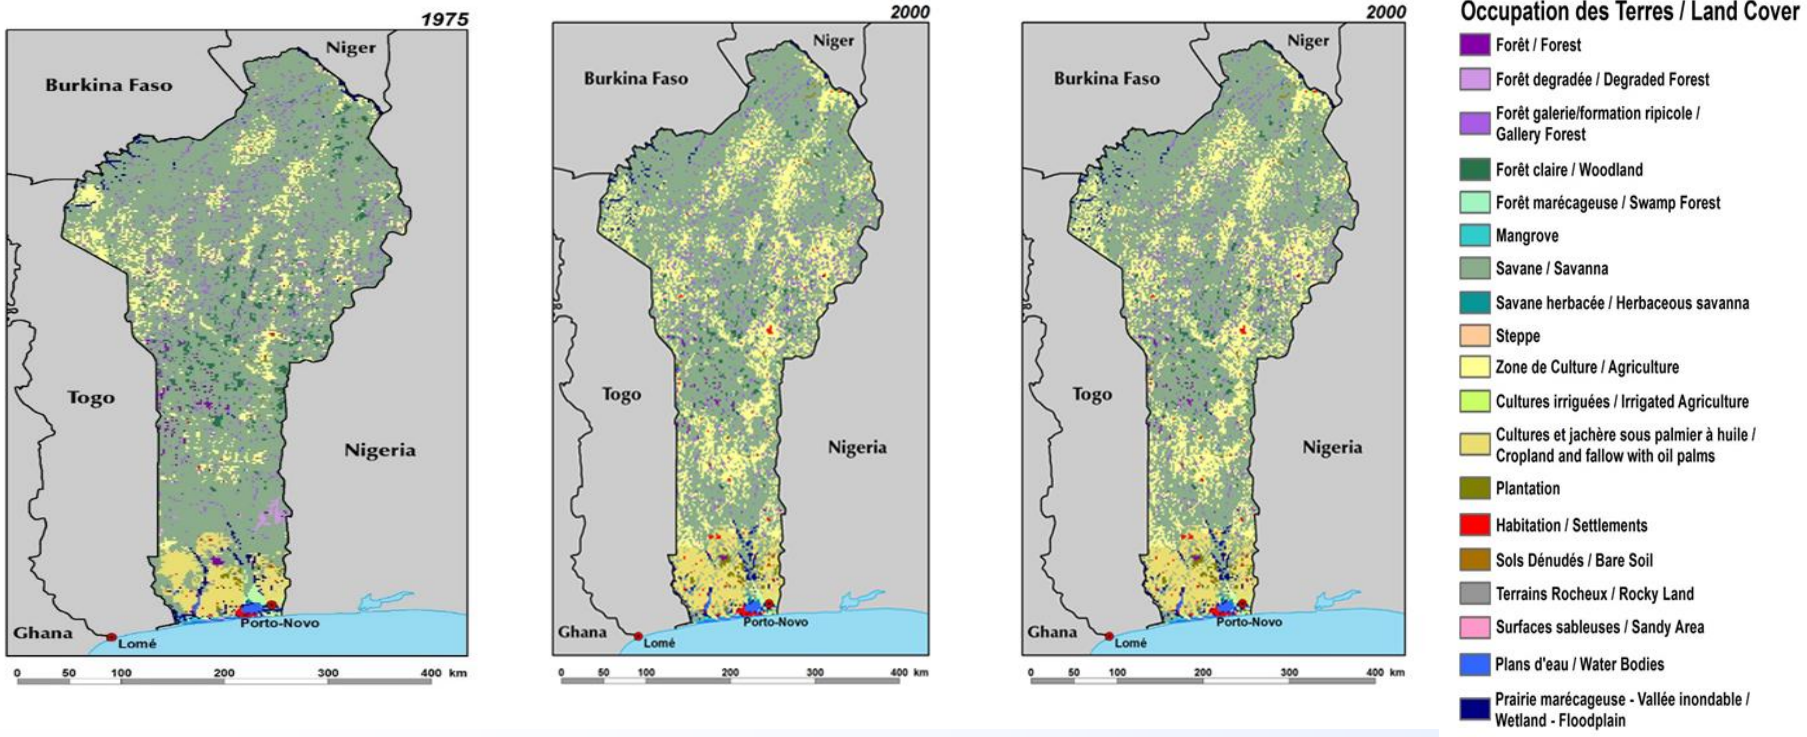 1975
Niger
Burkina Faso
Togo
Nigeria
Ghana
Porto-Novo
Lomé
0 50 100 200 300 400 km
2000
Niger
Burkina Faso
Togo
Nigeria
Ghana
Porto-Novo
Lomé
0 50 100 200 300 400 km
2000
Niger
Burkina Faso
Togo
Nigeria
Ghana
Porto-Novo
Lomé
0 50 100 200 300 400 km
Occupation des Terres / Land Cover
Forêt / Forest
Forêt degradée / Degraded Forest
Forêt galerie/formation ripicole /
Gallery Forest
Forêt claire / Woodland
Forêt marécageuse / Swamp Forest
Mangrove
Savane / Savanna
Savane herbacée / Herbaceous savanna
Steppe
Zone de Culture / Agriculture
Cultures irriguées / Irrigated Agriculture
Cultures et jachère sous palmier à huile /
Cropland and fallow with oil palms
Plantation
Habitation / Settlements
Sols Dénudés / Bare Soil
Terrains Rocheux / Rocky Land
Surfaces sableuses / Sandy Area
Plans d'eau / Water Bodies
Prairie marécageuse - Vallée inondable /
Wetland - Floodplain